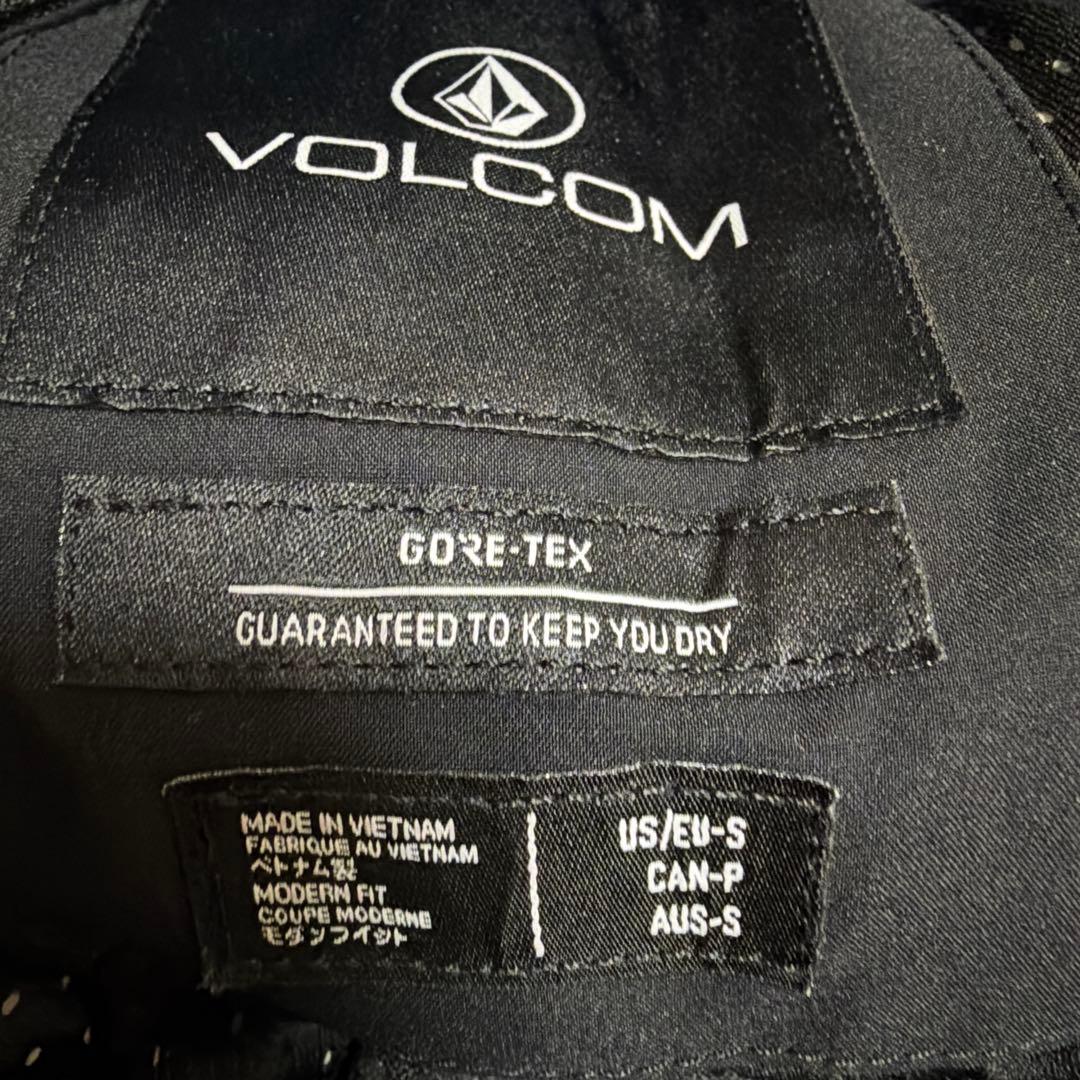 VOLCOM
GORE-TEX
GUARANTEED TO KEEP YOU DRY
MADE IN VIETNAM
FABRIQUE AU VIETNAM
ベトナム製
MODERN FIT
COUPE MODERNE
モダンフィット
US/EU-S
CAN-P
AUS-S